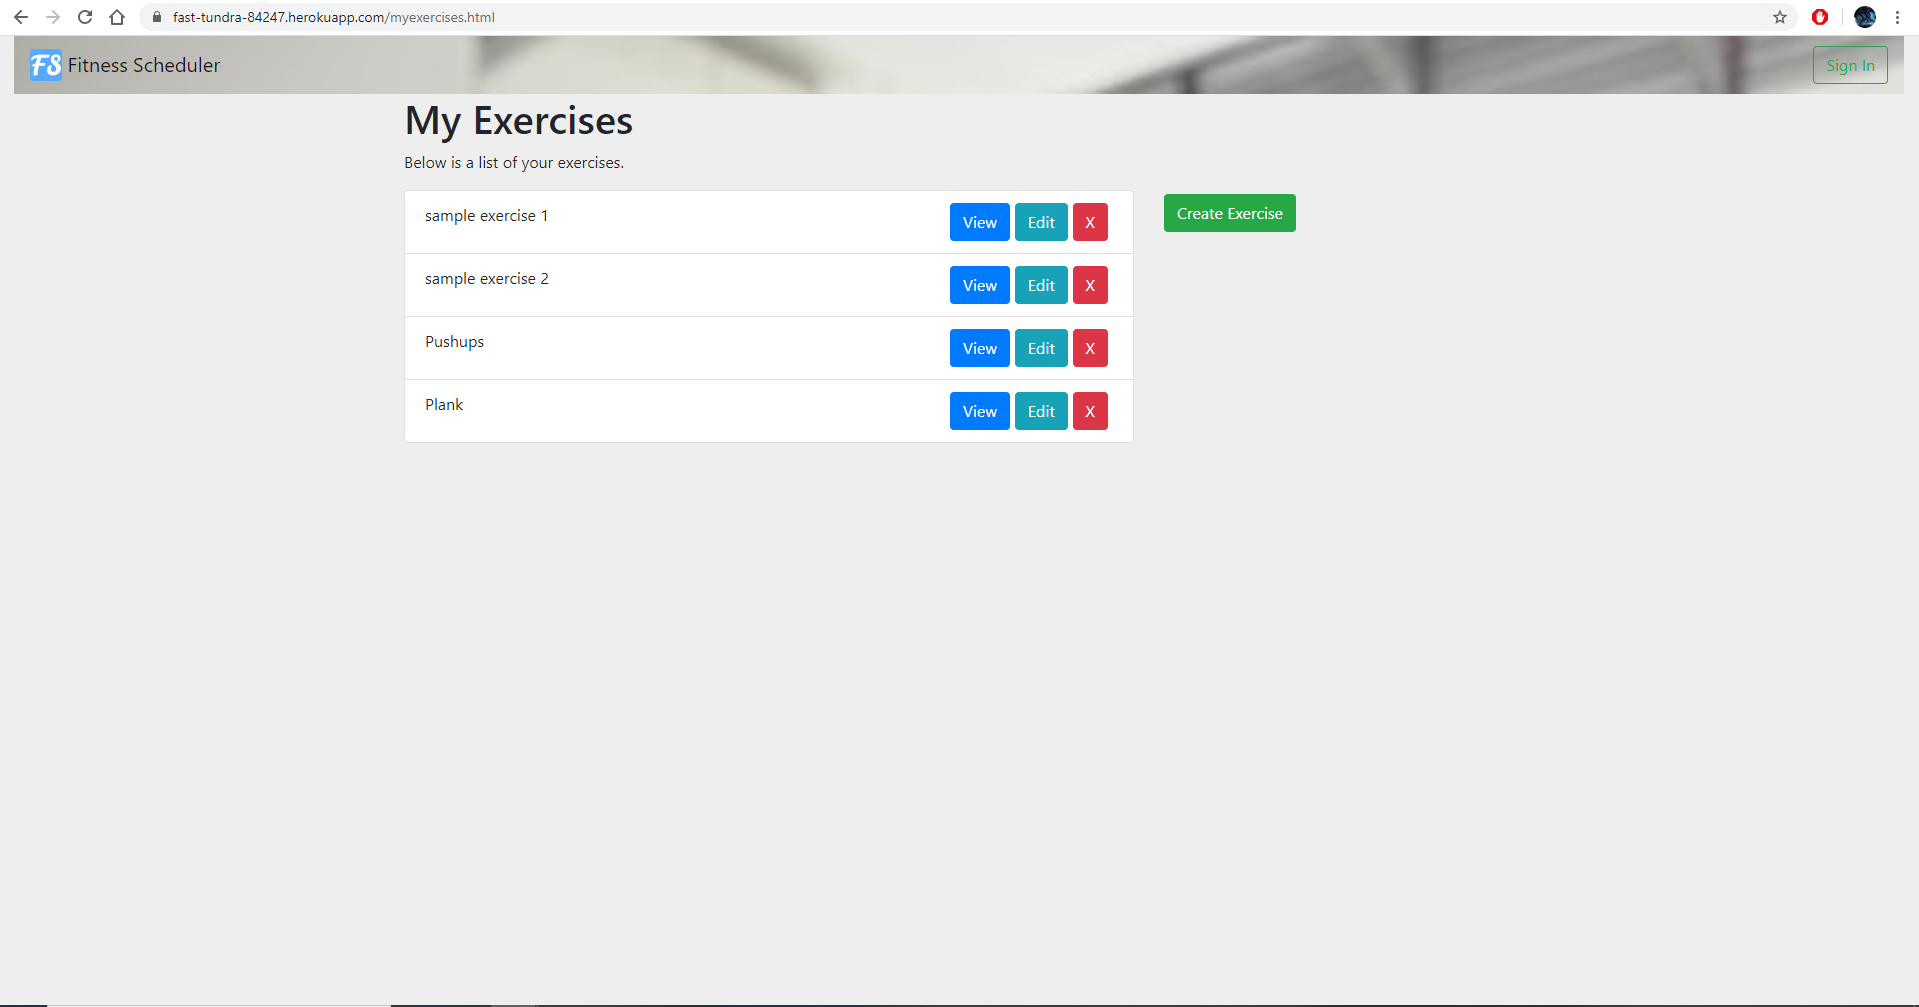 fast-tundra-84247.herokuapp.com/myexercises.html
FS Fitness Scheduler
Sign In
My Exercises
Below is a list of your exercises.
sample exercise 1 View Edit X
Create Exercise
sample exercise 2 View Edit X
Pushups View Edit X
Plank View Edit X